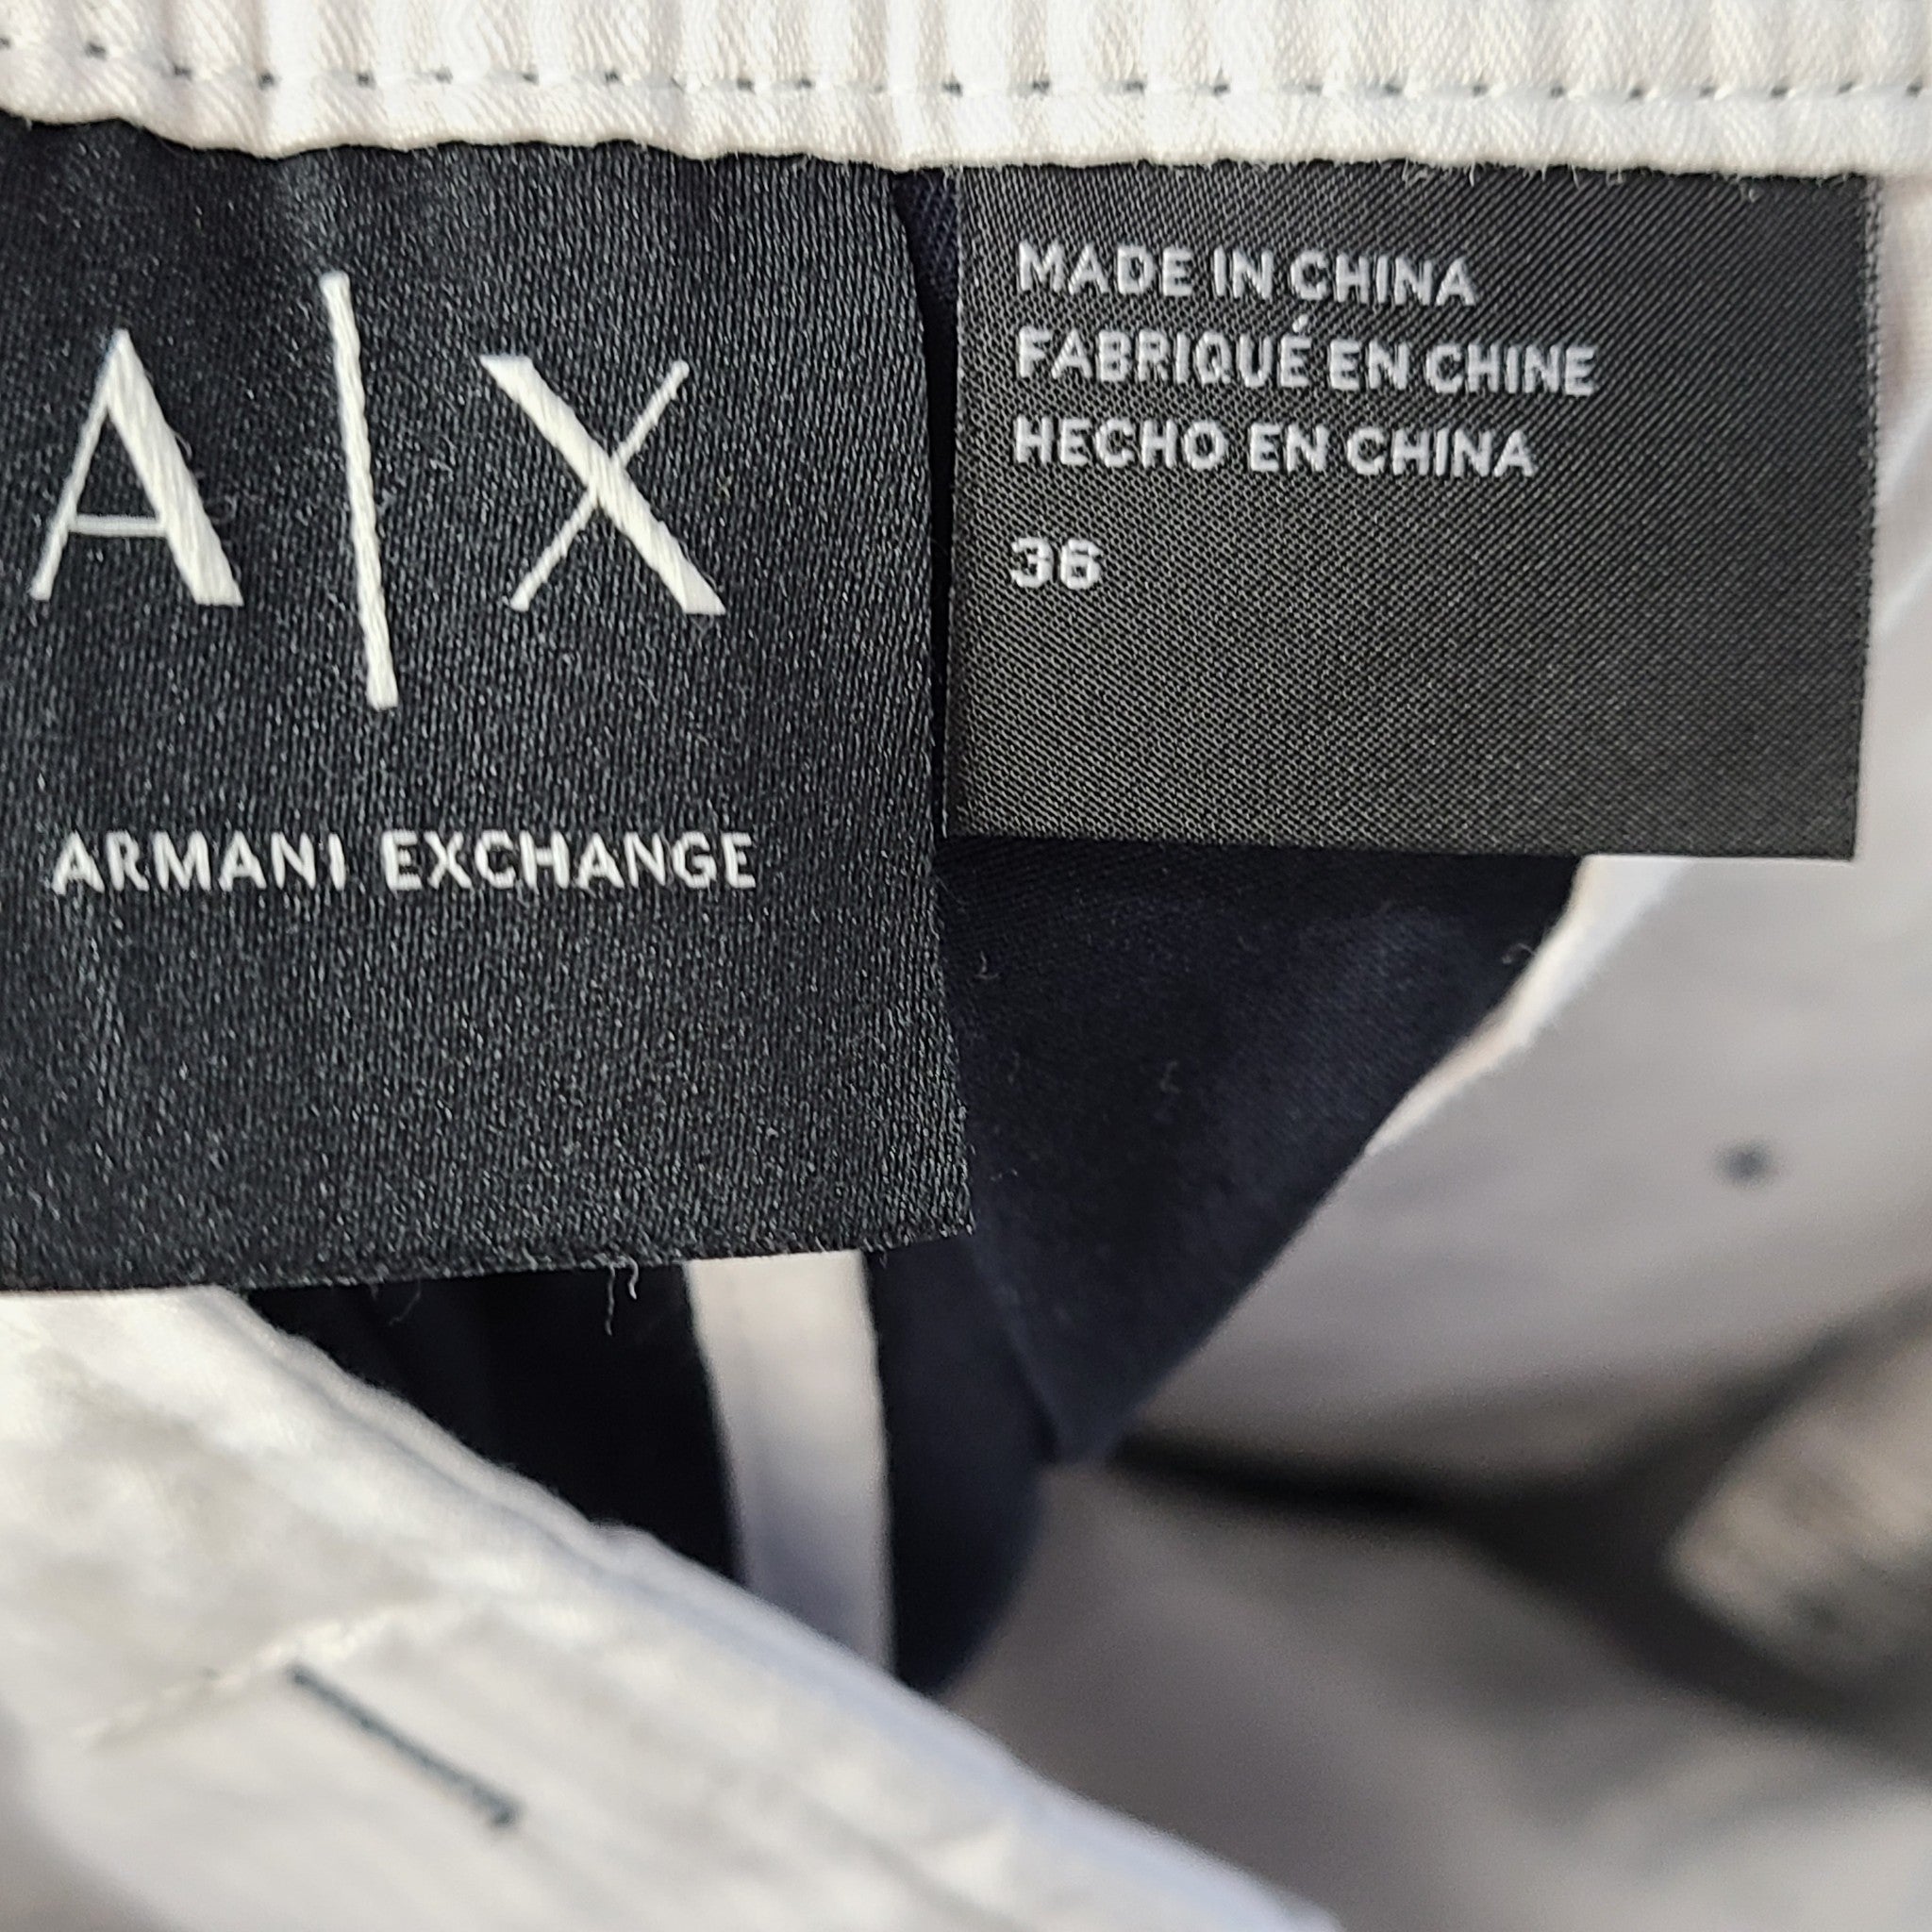 A|X
ARMANI EXCHANGE
MADE IN CHINA
FABRIQUÉ EN CHINE
HECHO EN CHINA
36